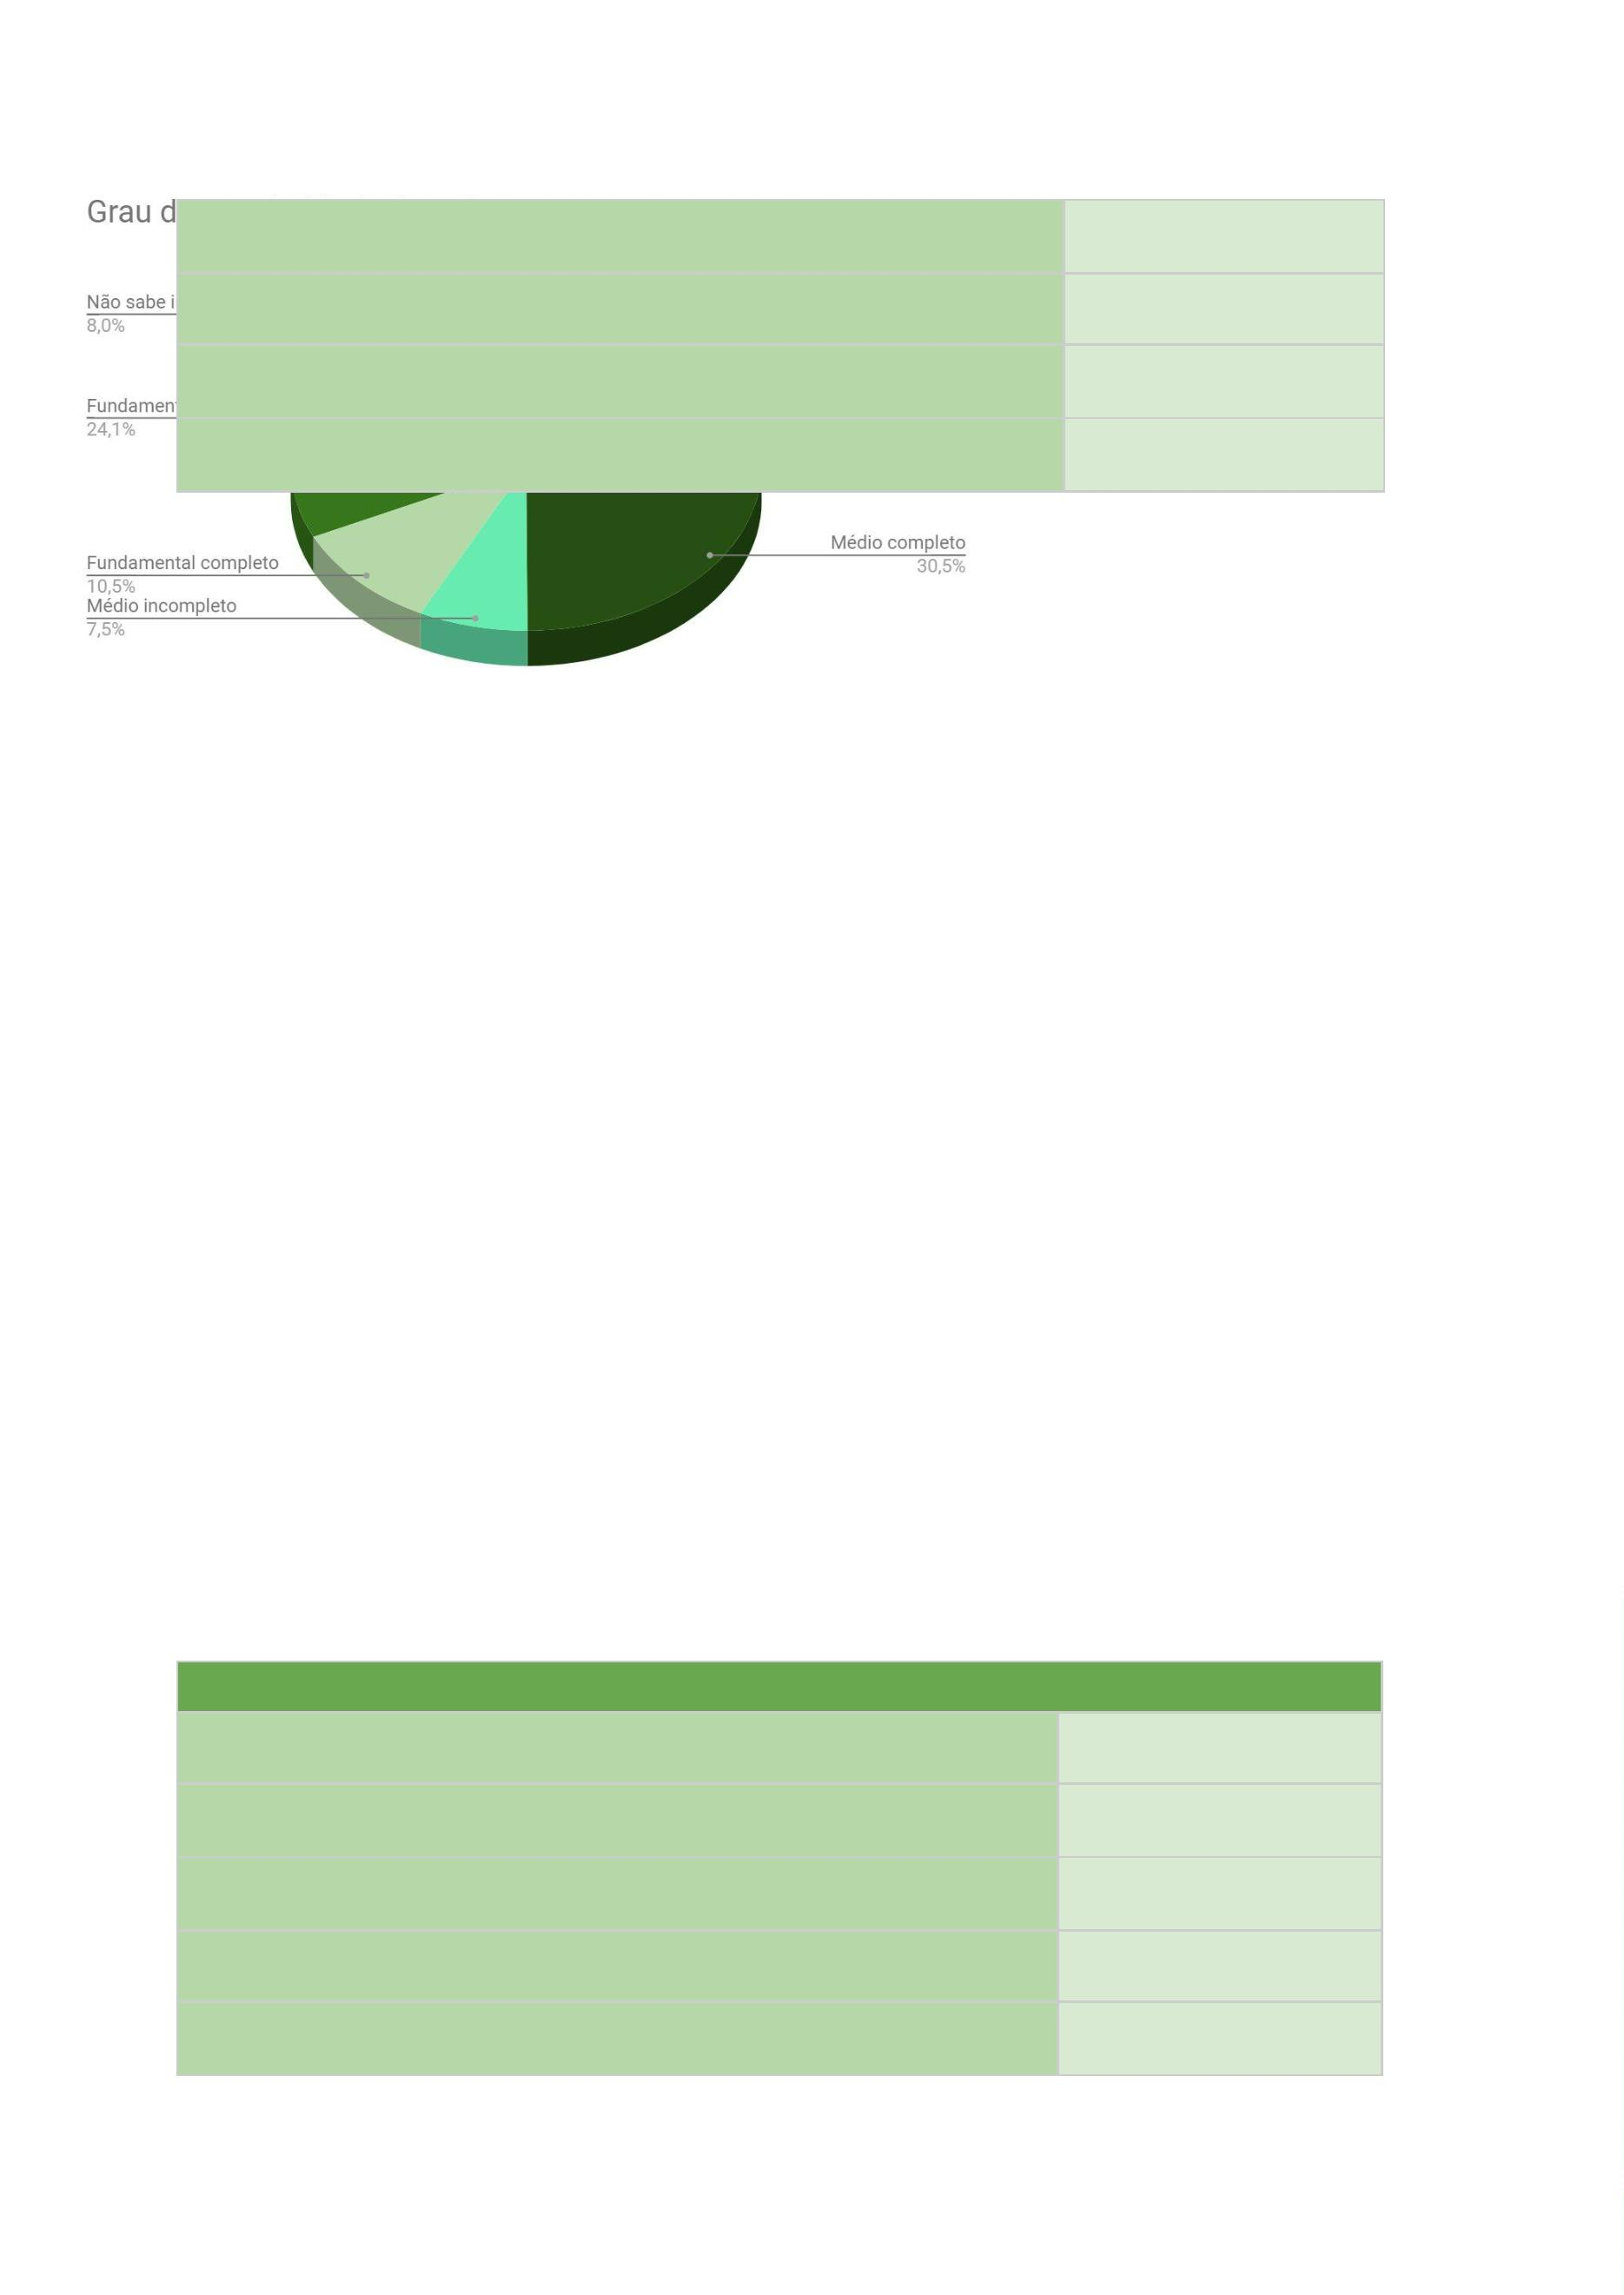 Grau d
Não sabe i
8,0%
Fundamen
24,1%
Médio completo
30,5%
Fundamental completo
10,5%
Médio incompleto
7,5%